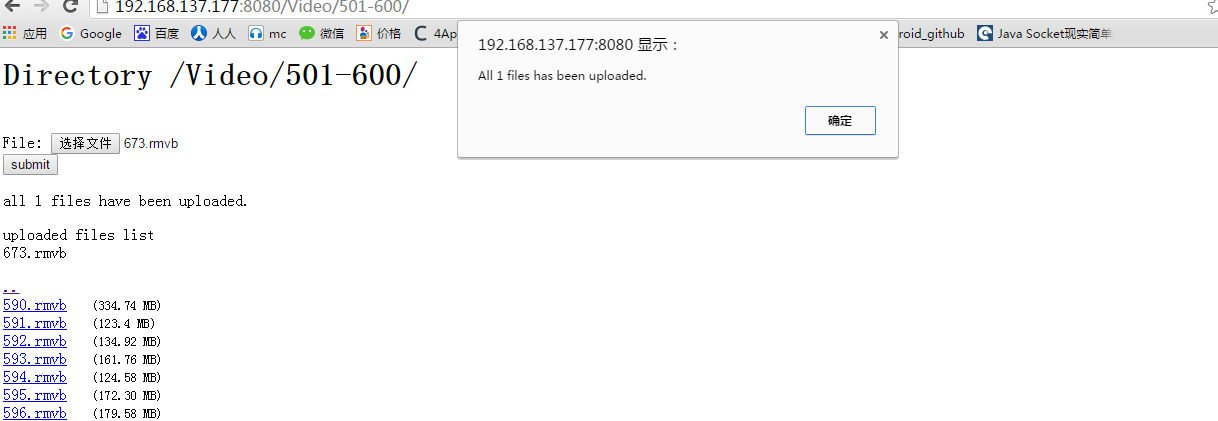 192.168.137.177:8080/Video/501-600/
应用 Google 百度 人人 mc 微信 价格 4Ap
roid_github Java Socket现实简单
192.168.137.177:8080 显示：
All 1 files has been uploaded.
确定
Directory /Video/501-600/
File: 选择文件 673.rmvb
submit
all 1 files have been uploaded.
uploaded files list
673.rmvb
..
590.rmvb (334.74 MB)
591.rmvb (123.4 MB)
592.rmvb (134.92 MB)
593.rmvb (161.76 MB)
594.rmvb (124.58 MB)
595.rmvb (172.30 MB)
596.rmvb (179.58 MB)